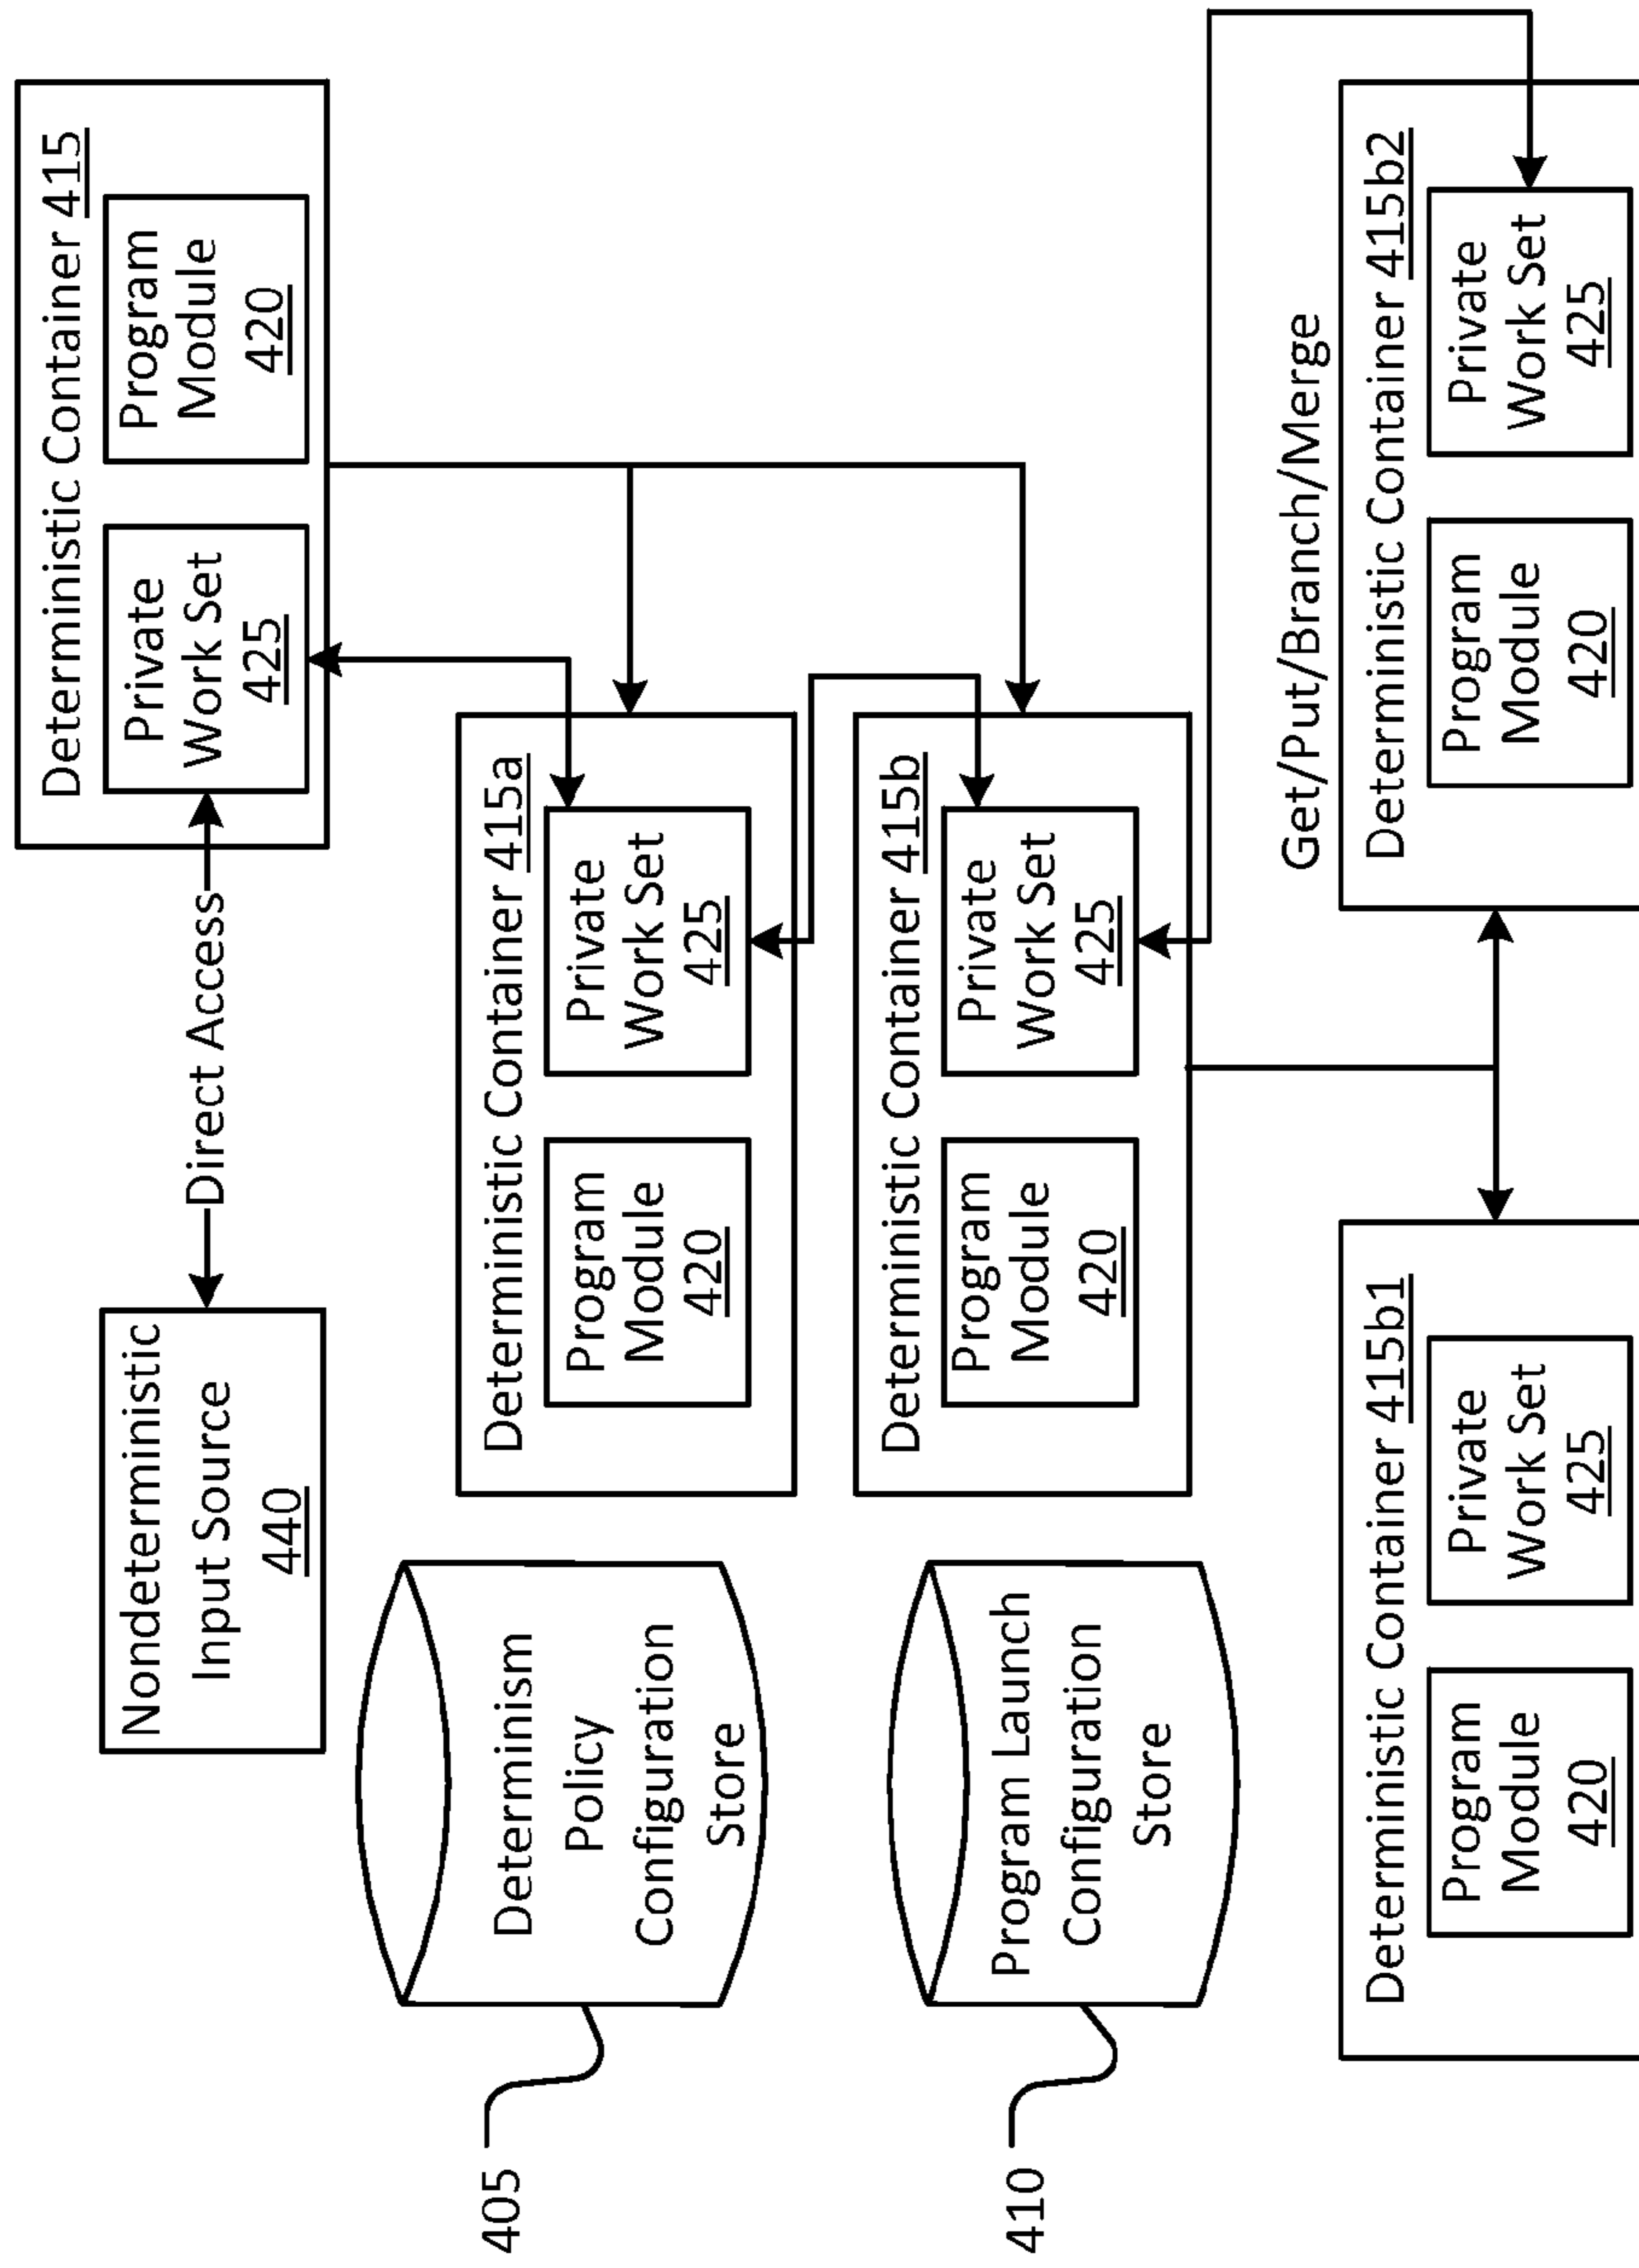 Nondeterministic
Input Source
440
Direct Access
Deterministic Container 415
Private
Work Set
425
Program
Module
420
405
Determinism
Policy
Configuration
Store
Deterministic Container 415a
Program
Module
420
Private
Work Set
425
410
Program Launch
Configuration
Store
Deterministic Container 415b
Program
Module
420
Private
Work Set
425
Get/Put/Branch/Merge
Deterministic Container 415b1
Program
Module
420
Private
Work Set
425
Deterministic Container 415b2
Program
Module
420
Private
Work Set
425